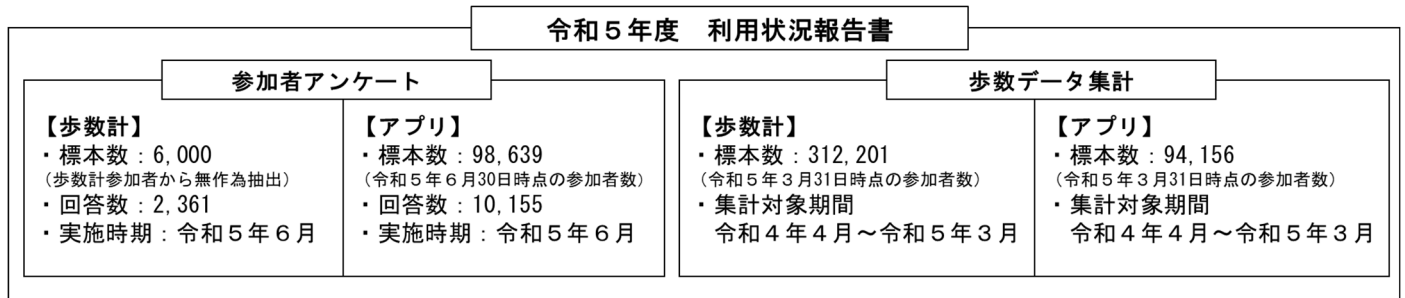 令和５年度　利用状況報告書
参加者アンケート
【歩数計】
・標本数：6,000
（歩数計参加者から無作為抽出）
・回答数：2,361
・実施時期：令和５年６月
【アプリ】
・標本数：98,639
（令和５年６月30日時点の参加者数）
・回答数：10,155
・実施時期：令和５年６月
歩数データ集計
【歩数計】
・標本数：312,201
（令和５年３月31日時点の参加者数）
・集計対象期間
令和４年４月～令和５年３月
【アプリ】
・標本数：94,156
（令和５年３月31日時点の参加者数）
・集計対象期間
令和４年４月～令和５年３月